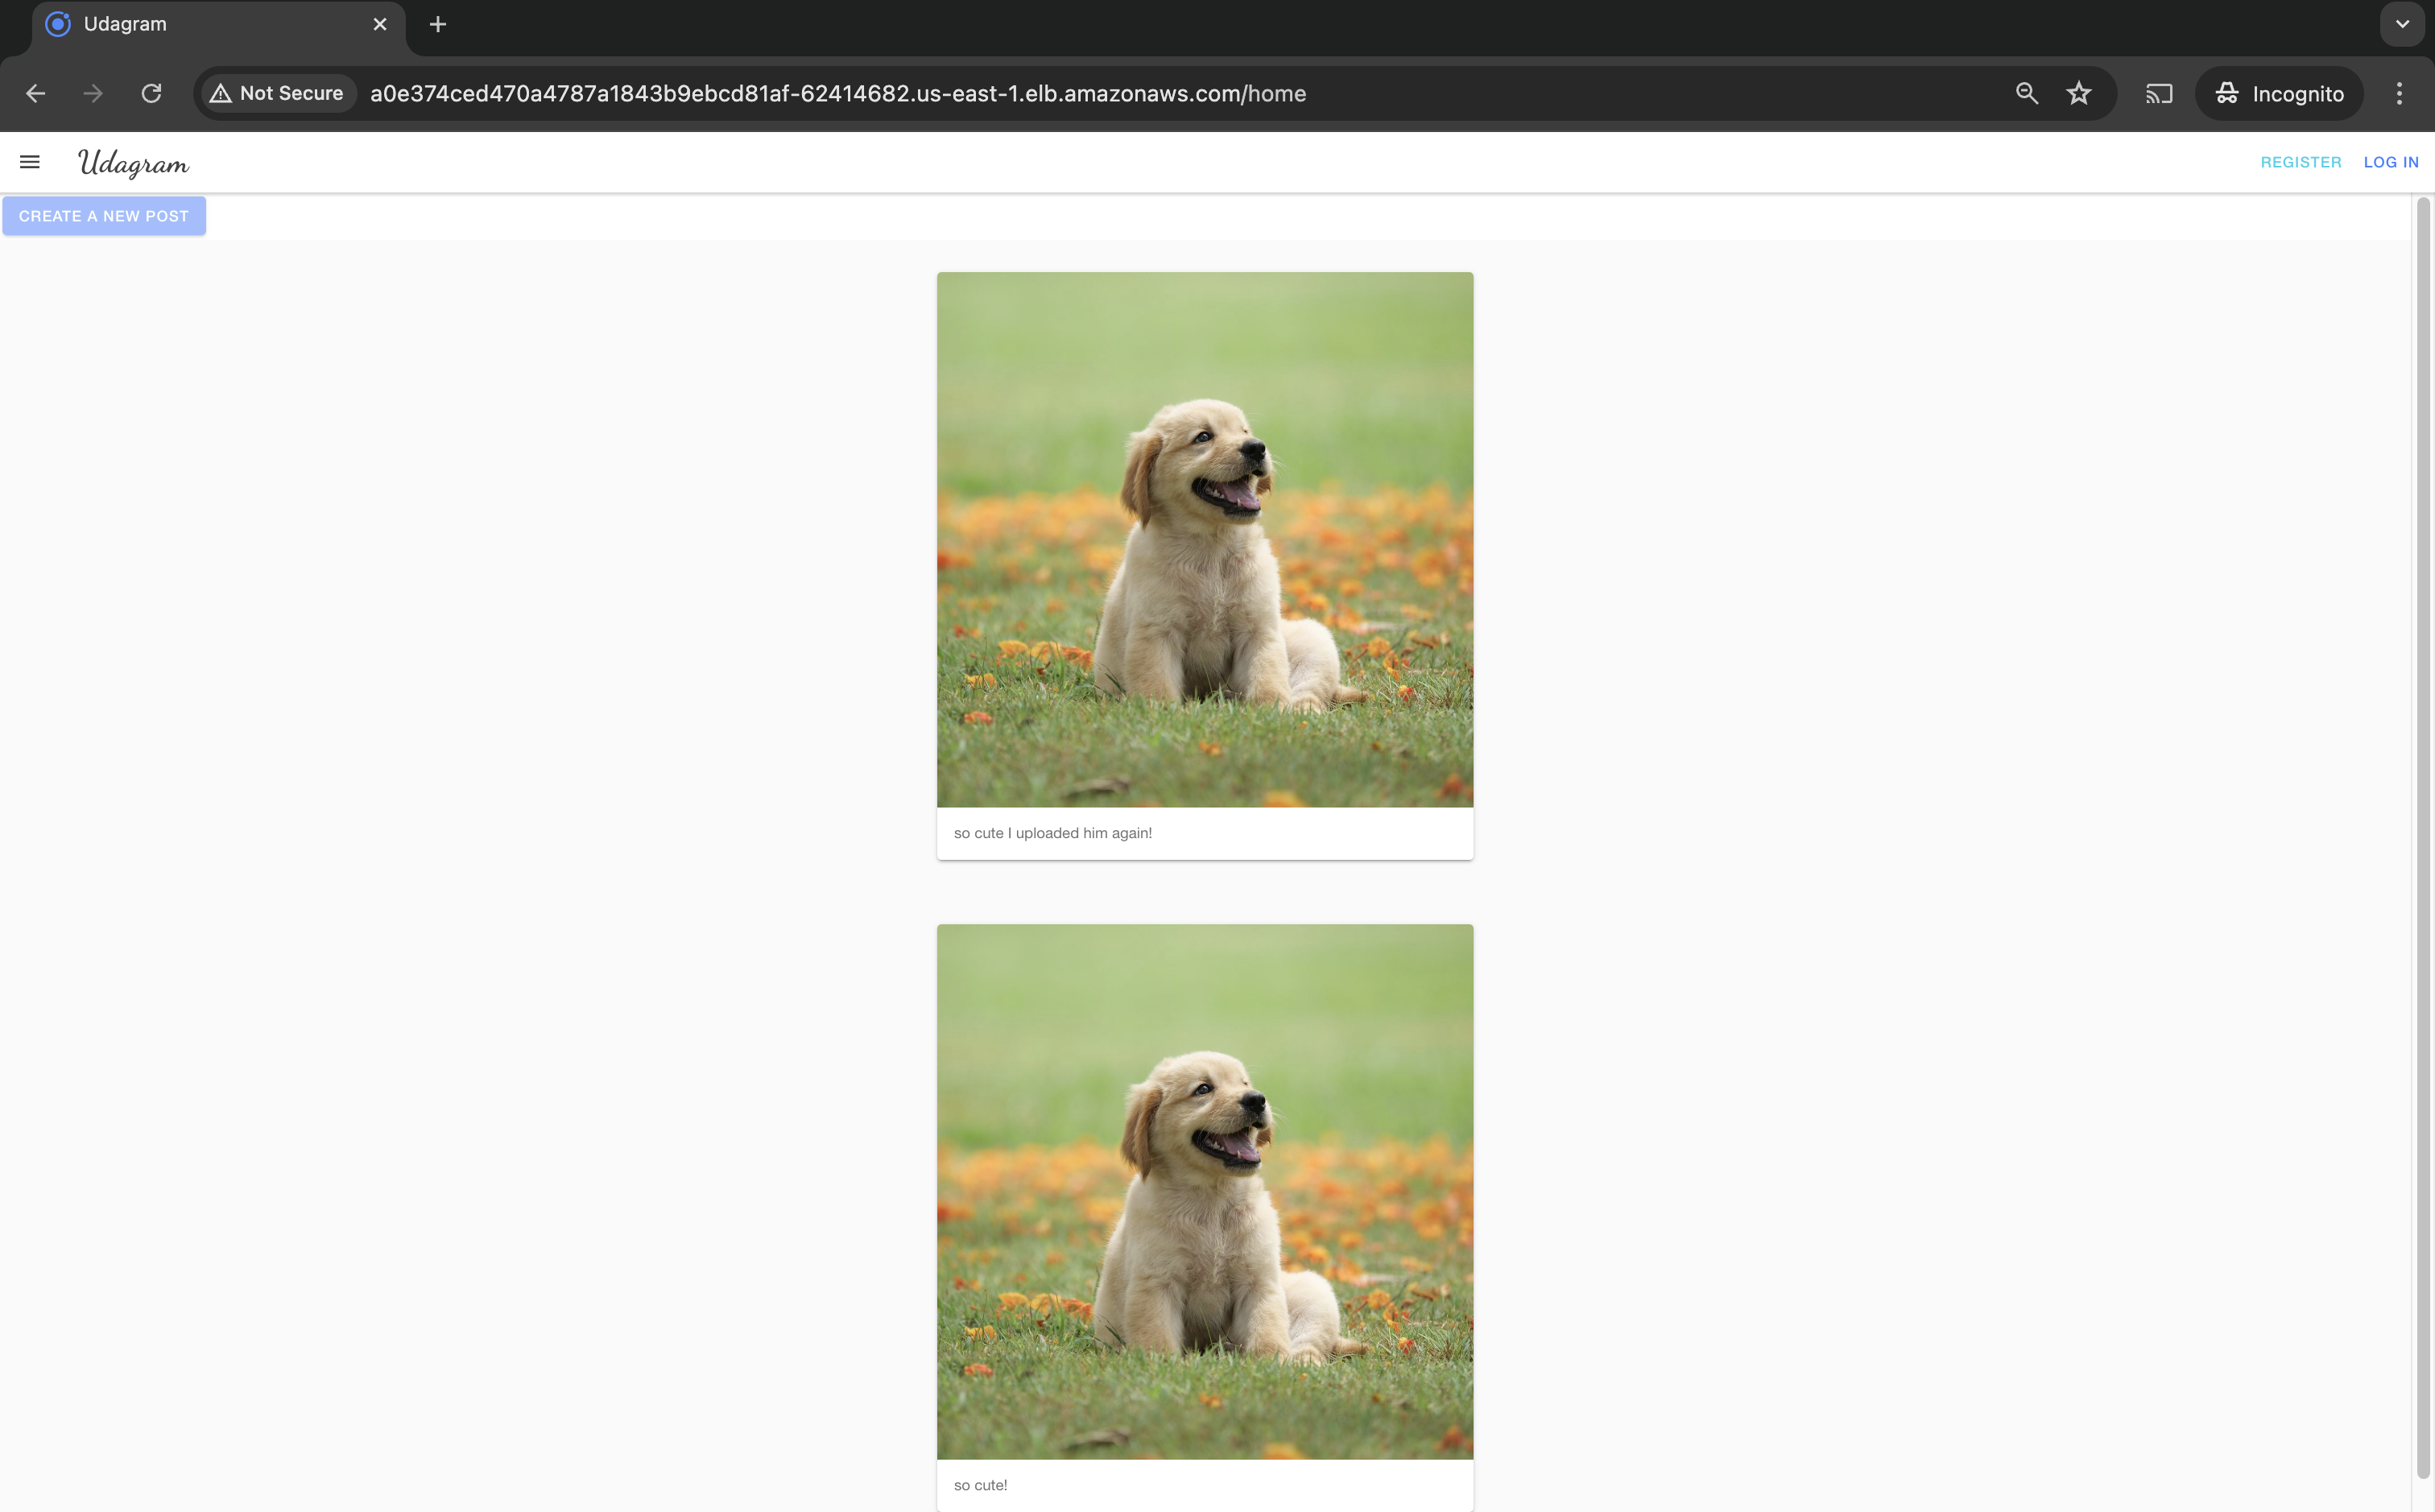 Udagram
Not Secure a0e374ced470a4787a1843b9ebcd81af-62414682.us-east-1.elb.amazonaws.com/home Incognito
Udagram REGISTER LOG IN
CREATE A NEW POST
so cute I uploaded him again!
so cute!